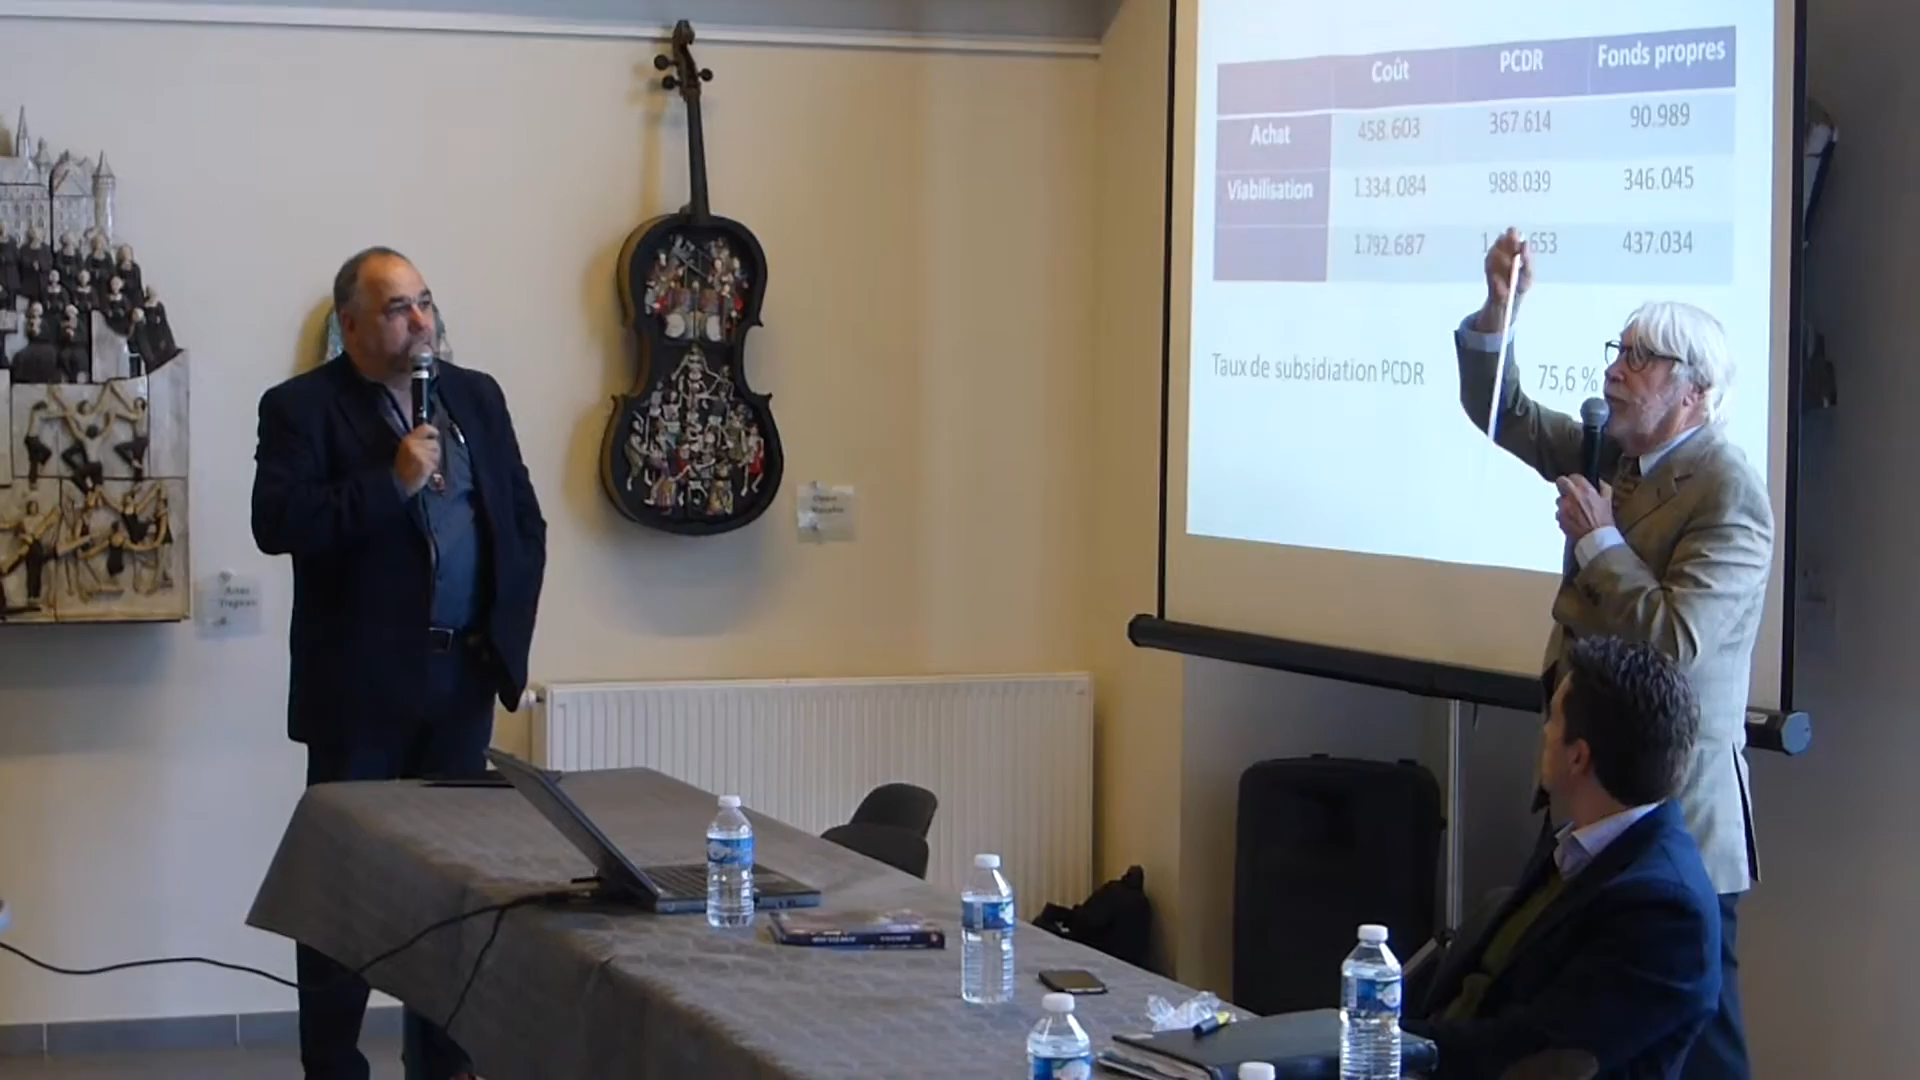 Coût PCDR Fonds propres
Achat 458.603 367.614 90.989
Viabilisation 1.334.084 988.039 346.045
1.792.687 653 437.034
Taux de subsidiation PCDR 75,6 %